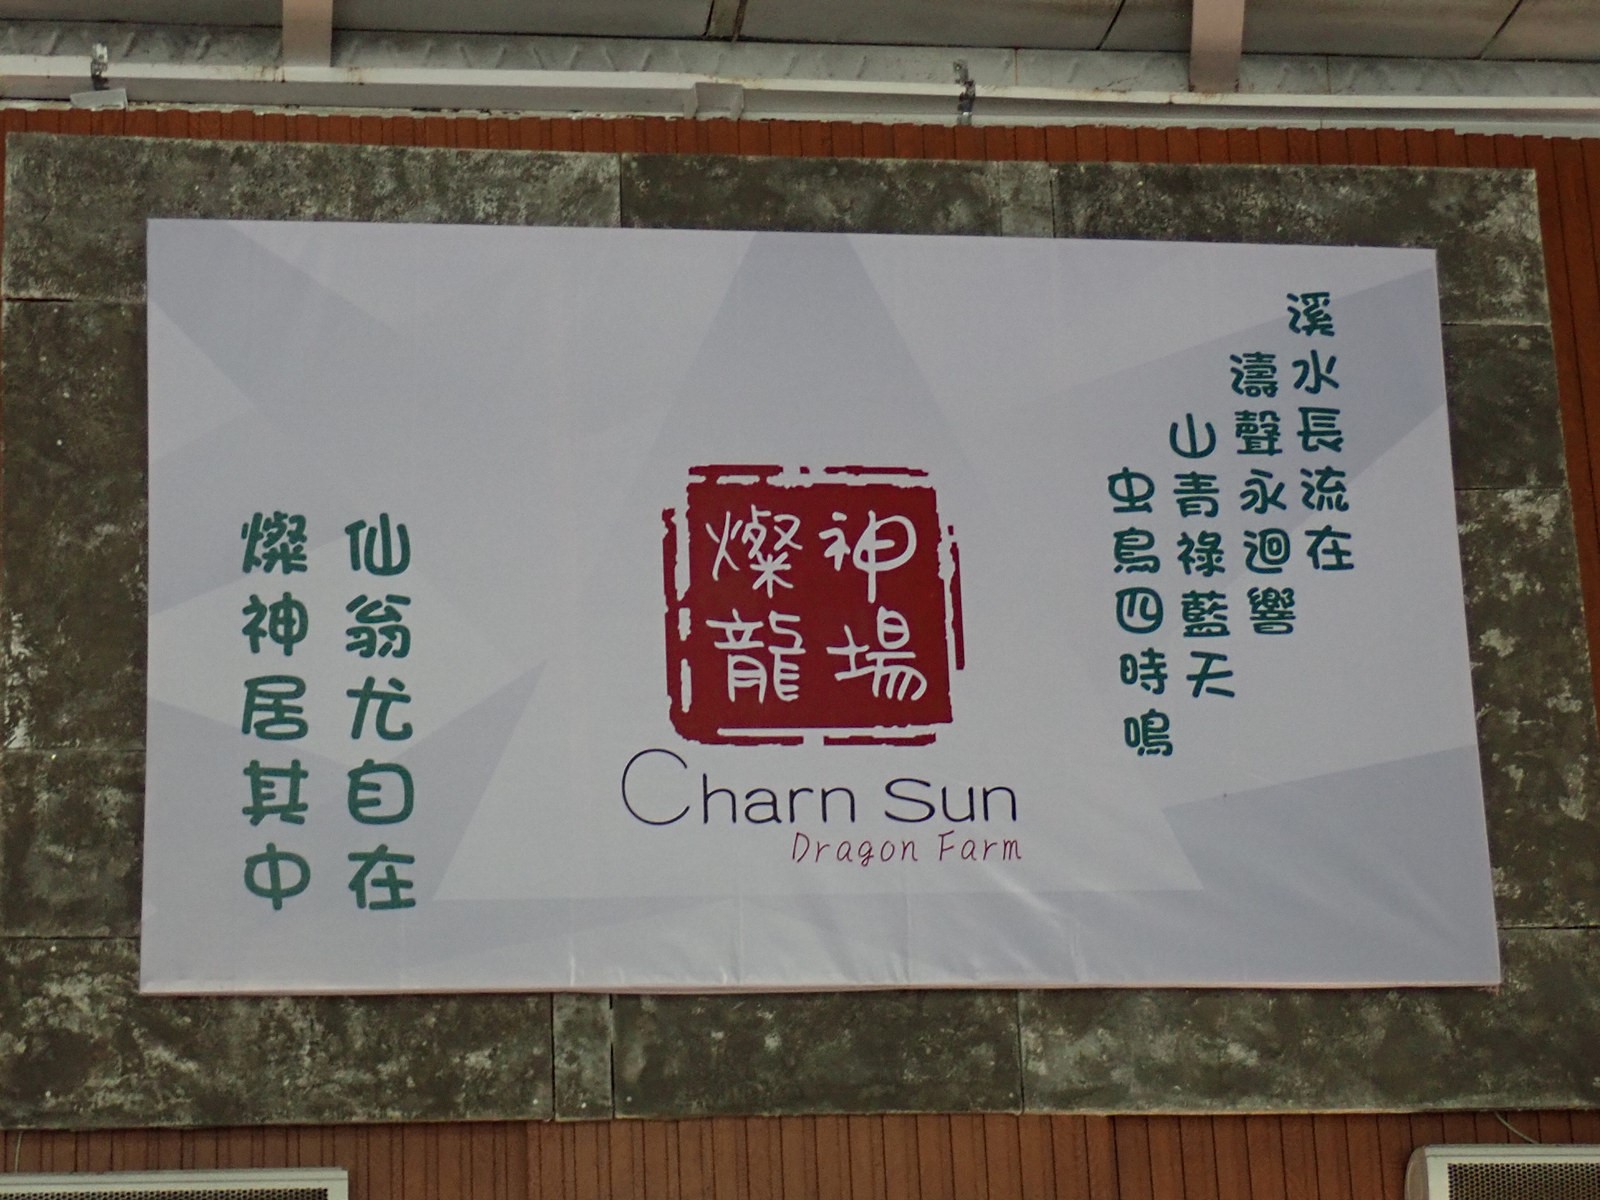 溪水長流在
濤聲永迴響
山青祿藍天
虫鳥四時鳴
燦神
龍場
Charn Sun
Dragon Farm
仙翁尤自在
燦神居其中